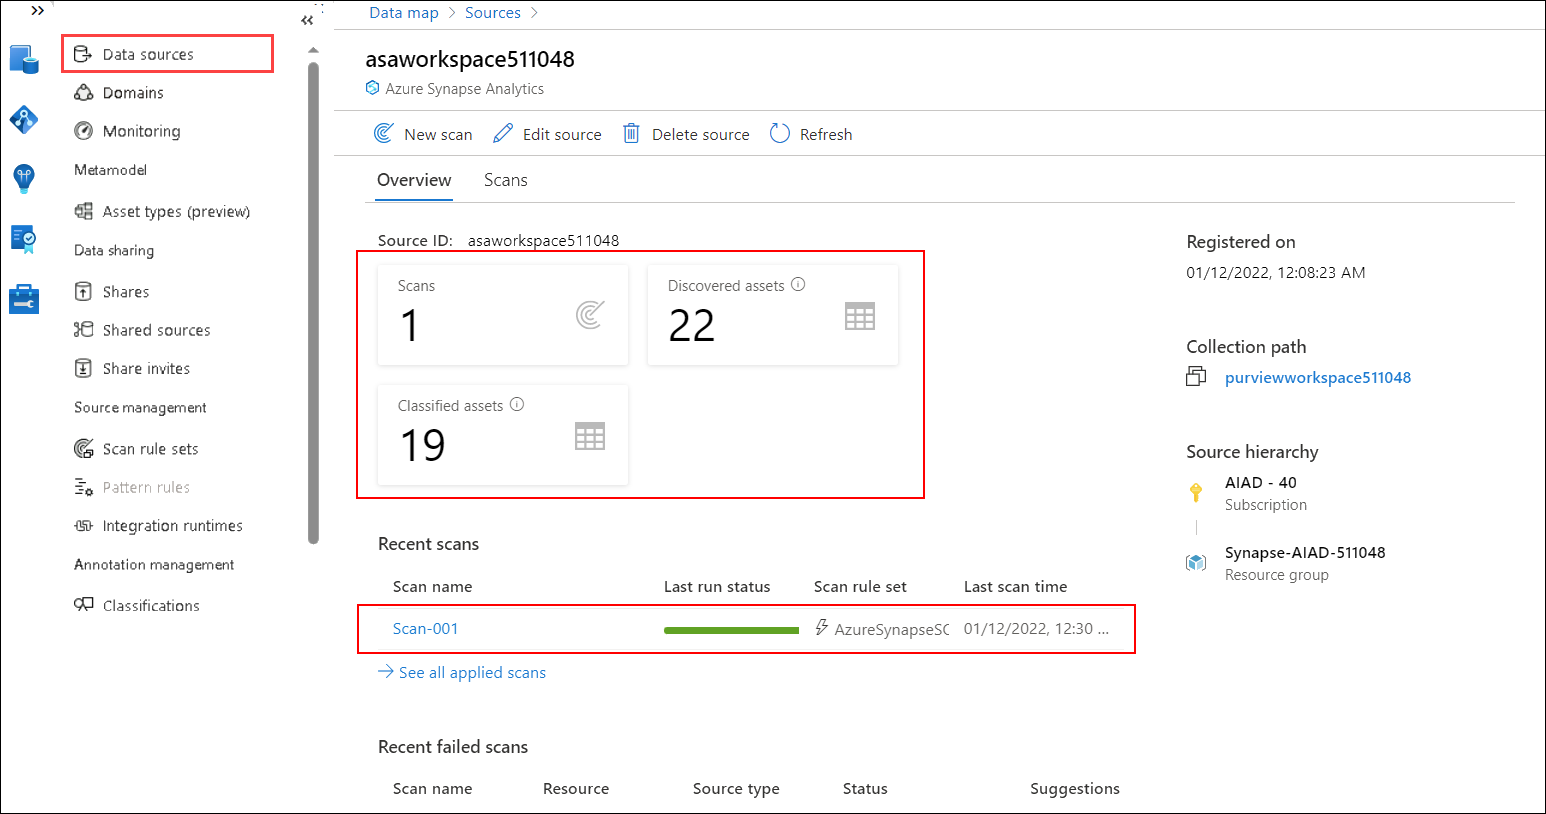 Data sources
Domains
Monitoring
Metamodel
Asset types (preview)
Data sharing
Shares
Shared sources
Share invites
Source management
Scan rule sets
Pattern rules
Integration runtimes
Annotation management
Classifications
Data map > Sources >
asaworkspace511048
Azure Synapse Analytics
New scan Edit source Delete source Refresh
Overview Scans
Source ID: asaworkspace511048
Scans
1
Discovered assets
22
Classified assets
19
Recent scans
Scan name Last run status Scan rule set Last scan time
Scan-001 AzureSynapseSC 01/12/2022, 12:30 ...
See all applied scans
Recent failed scans
Scan name Resource Source type Status Suggestions
Registered on
01/12/2022, 12:08:23 AM
Collection path
purviewworkspace511048
Source hierarchy
AIAD - 40
Subscription
Synapse-AIAD-511048
Resource group